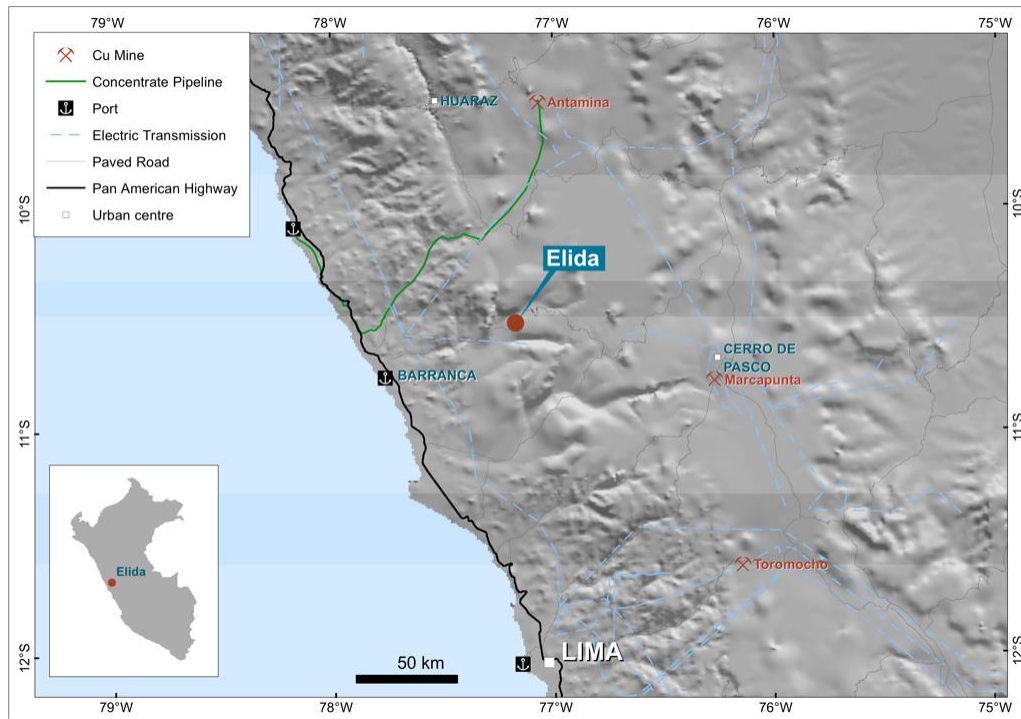 79°W
78°W
77°W
76°W
75°W
Cu Mine
Concentrate Pipeline
Port
Electric Transmission
Paved Road
Pan American Highway
Urban centre
HUARAZ
Antamina
10°S
10°S
Elida
CERRO DE
PASCO
Marcapunta
BARRANCA
11°S
11°S
Elida
Toromocho
LIMA
50 km
12°S
12°S
79°W
78°W
77°W
76°W
75°W